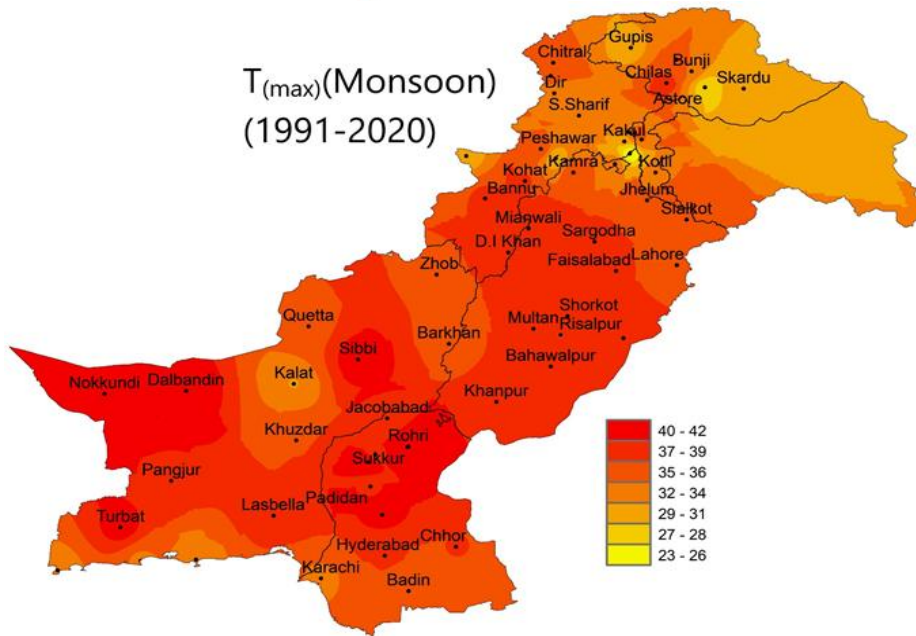 T(max)(Monsoon)
(1991-2020)
Gupis
Chitral
Bunji
Chilas
Skardu
Dir
Astore
S.Sharif
Kakul
Peshawar
Kamra
Kotli
Kohat
Bannu
Jhelum
Sialkot
Mianwali
Sargodha
D.I Khan
Lahore
Faisalabad
Zhob
Shorkot
Quetta
Multan
Risalpur
Barkhan
Sibbi
Bahawalpur
Kalat
Nokkundi
Dalbandin
Khanpur
Jacobabad
Khuzdar
Rohri
Sukkur
Pangjur
Padidan
Lasbella
Turbat
Hyderabad
Chhor
Karachi
Badin
40 - 42
37 - 39
35 - 36
32 - 34
29 - 31
27 - 28
23 - 26